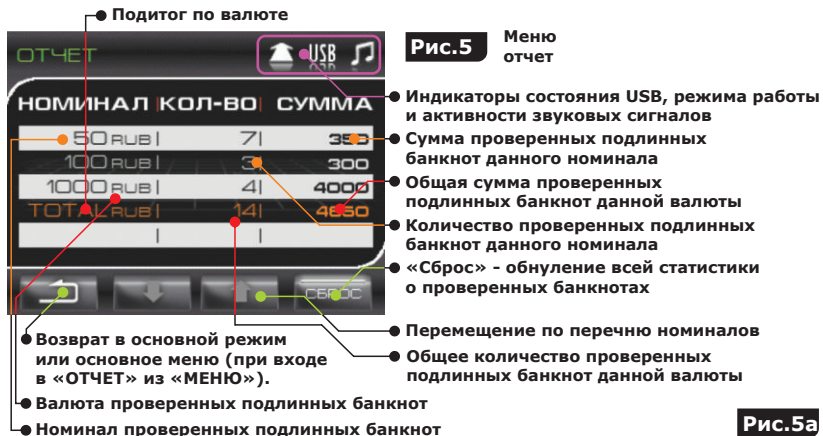 Подитог по валюте
Рис.5
Меню
отчет
ОТЧЕТ
USB
НОМИНАЛ |КОЛ-ВО| СУММА
50 RUB| 7| 350
100 RUB| 3| 300
1000 RUB| 4| 4000
TOTAL RUB| 14| 4650
| |
СБРОС
Индикаторы состояния USB, режима работы
и активности звуковых сигналов
Сумма проверенных подлинных
банкнот данного номинала
Общая сумма проверенных
подлинных банкнот данной валюты
Количество проверенных подлинных
банкнот данного номинала
«Сброс» - обнуление всей статистики
о проверенных банкнотах
Перемещение по перечню номиналов
Общее количество проверенных
подлинных банкнот данной валюты
Возврат в основной режим
или основное меню (при входе
в «ОТЧЕТ» из «МЕНЮ»).
Валюта проверенных подлинных банкнот
Номинал проверенных подлинных банкнот
Рис.5а